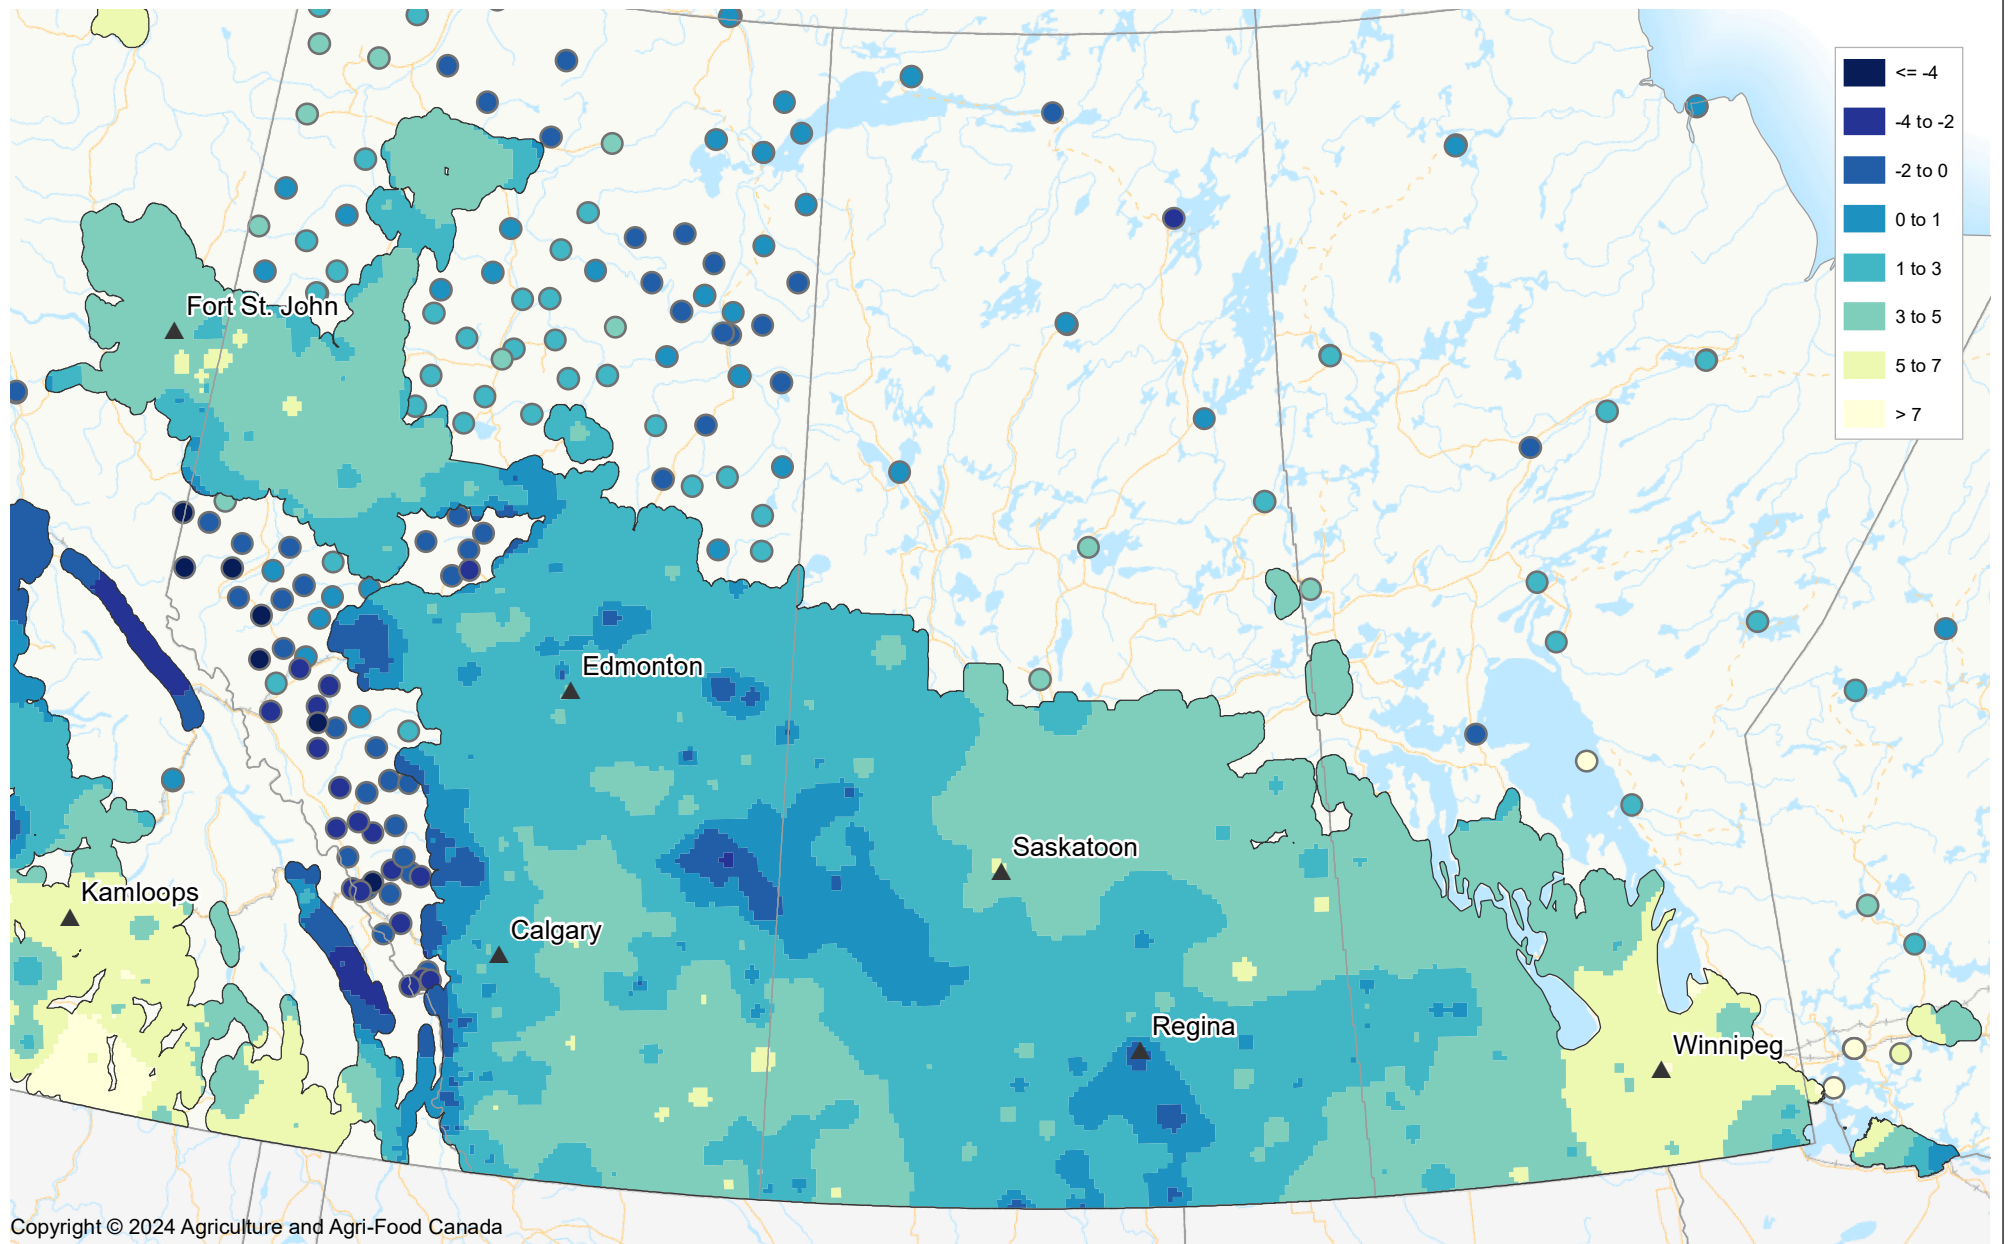 <= -4
-4 to -2
-2 to 0
0 to 1
1 to 3
3 to 5
5 to 7
> 7
Fort St. John
Edmonton
Saskatoon
Kamloops
Calgary
Regina
Winnipeg
Copyright © 2024 Agriculture and Agri-Food Canada